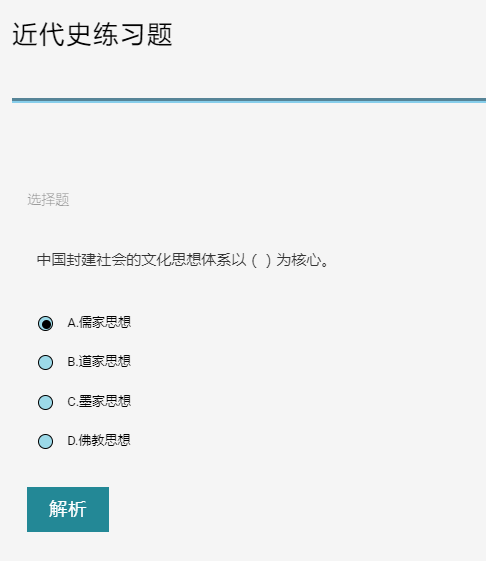 近代史练习题
选择题
中国封建社会的文化思想体系以（ ）为核心。
A.儒家思想
B.道家思想
C.墨家思想
D.佛教思想
解析